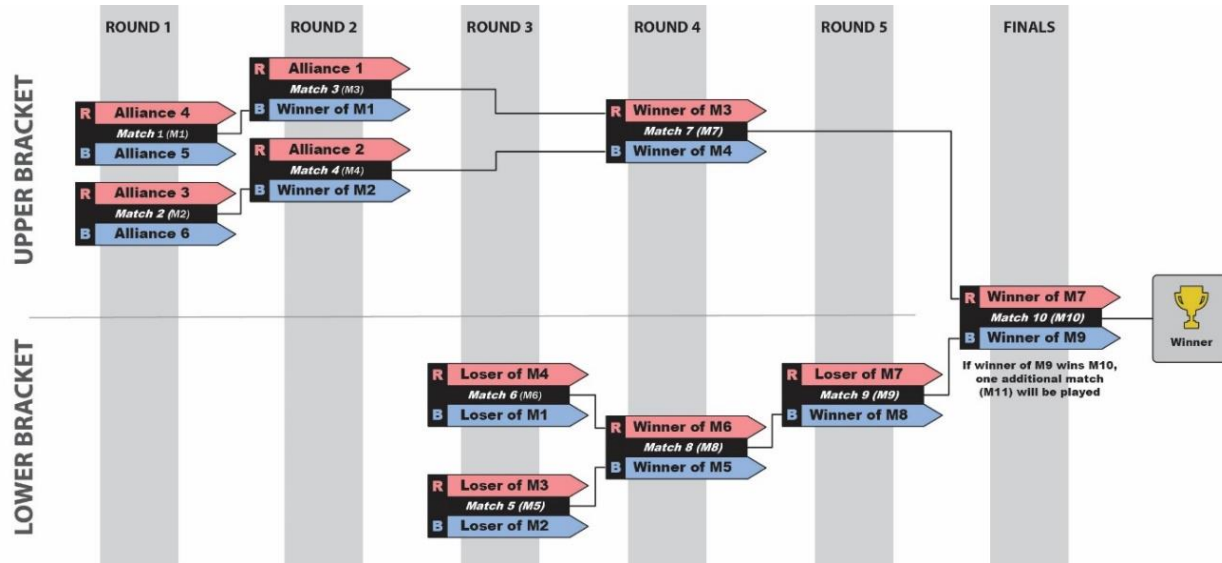 ROUND 1
ROUND 2
ROUND 3
ROUND 4
ROUND 5
FINALS
UPPER BRACKET
R Alliance 4
Match 1 (M1)
B Alliance 5
R Alliance 3
Match 2 (M2)
B Alliance 6
R Alliance 1
Match 3 (M3)
B Winner of M1
R Alliance 2
Match 4 (M4)
B Winner of M2
R Winner of M3
Match 7 (M7)
B Winner of M4
LOWER BRACKET
R Loser of M4
Match 6 (M6)
B Loser of M1
R Loser of M3
Match 5 (M5)
B Loser of M2
R Winner of M6
Match 8 (M8)
B Winner of M5
R Loser of M7
Match 9 (M9)
B Winner of M8
R Winner of M7
Match 10 (M10)
B Winner of M9
If winner of M9 wins M10,
one additional match
(M11) will be played
Winner